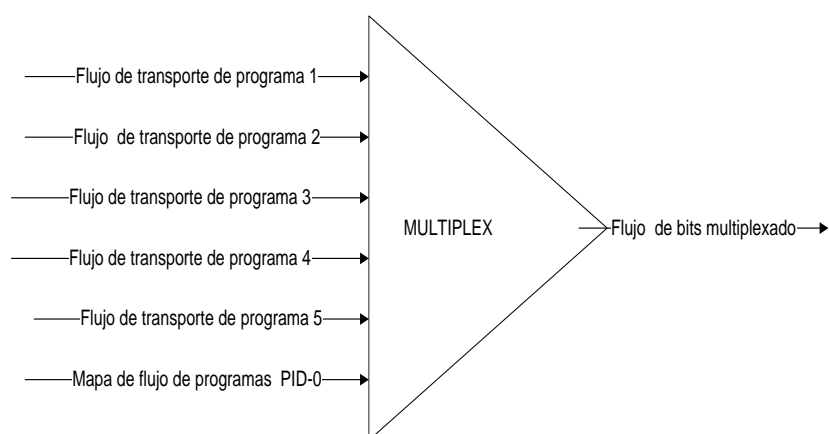 Flujo de transporte de programa 1
Flujo de transporte de programa 2
Flujo de transporte de programa 3
Flujo de transporte de programa 4
Flujo de transporte de programa 5
Mapa de flujo de programas PID-0
MULTIPLEX
Flujo de bits multiplexado